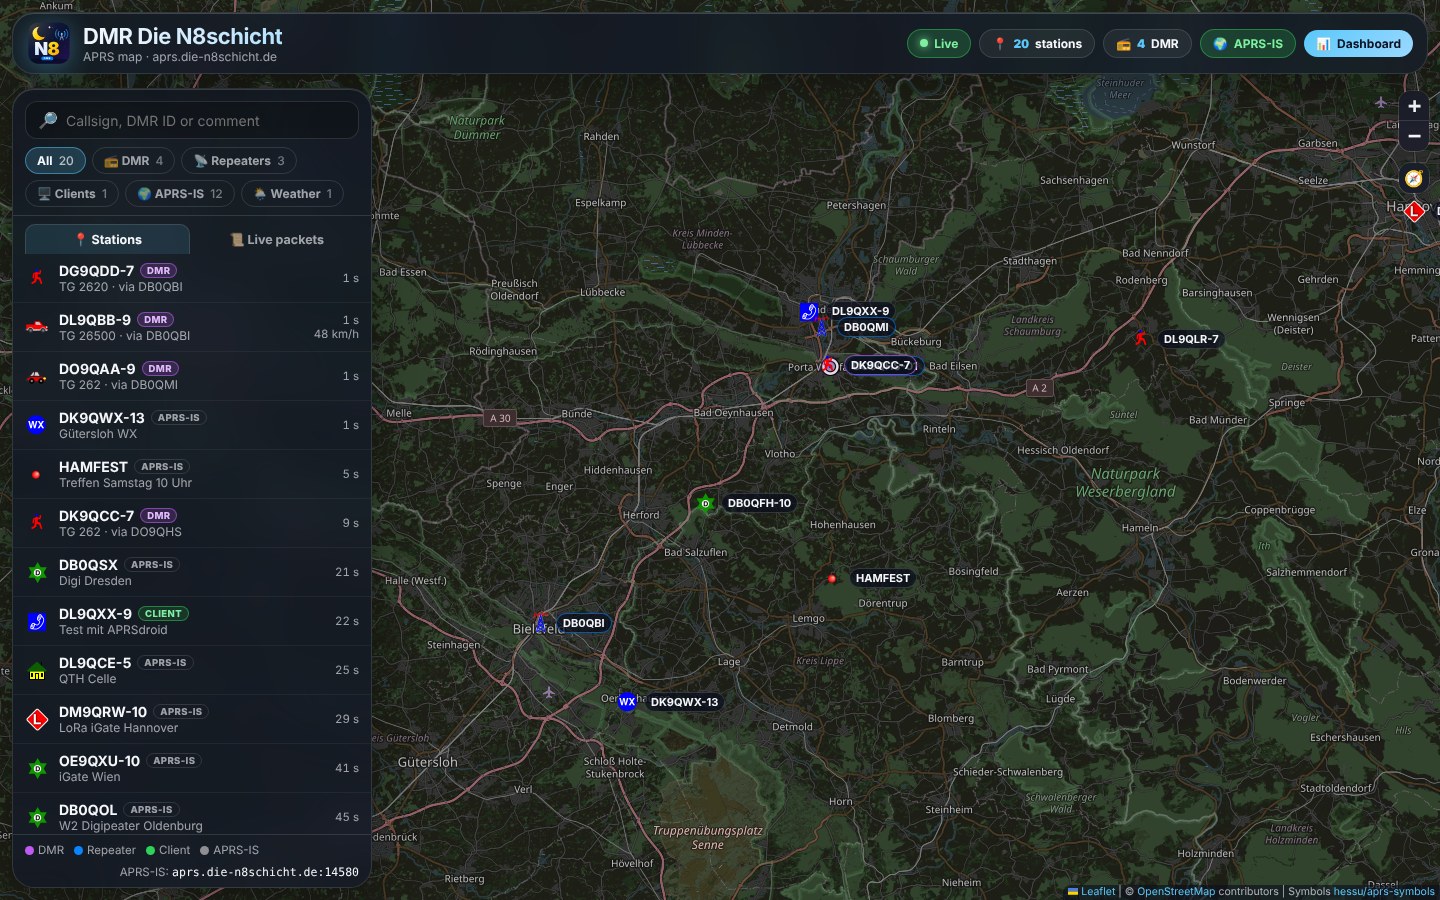 Ankum
N8
DMR Die N8schicht
APRS map · aprs.die-n8schicht.de
Live
20 stations
4 DMR
APRS-IS
Dashboard
Callsign, DMR ID or comment
All 20
DMR 4
Repeaters 3
Clients 1
APRS-IS 12
Weather 1
Stations
Live packets
DG9QDD-7 DMR
TG 2620 · via DB0QBI
1 s
DL9QBB-9 DMR
TG 26500 · via DB0QBI
1 s
48 km/h
DO9QAA-9 DMR
TG 262 · via DB0QMI
1 s
WX
DK9QWX-13 APRS-IS
Gütersloh WX
1 s
HAMFEST APRS-IS
Treffen Samstag 10 Uhr
5 s
DK9QCC-7 DMR
TG 262 · via DO9QHS
9 s
D
DB0QSX APRS-IS
Digi Dresden
21 s
DL9QXX-9 CLIENT
Test mit APRSdroid
22 s
DL9QCE-5 APRS-IS
QTH Celle
25 s
L
DM9QRW-10 APRS-IS
LoRa iGate Hannover
29 s
D
OE9QXU-10 APRS-IS
iGate Wien
41 s
D
DB0QOL APRS-IS
W2 Digipeater Oldenburg
45 s
DMR
Repeater
Client
APRS-IS
APRS-IS: aprs.die-n8schicht.de:14580
Naturpark
Dümmer
Rahden
Steinhuder
Meer
+
−
Wunstorf
Garbsen
Seelze
Sachsenhagen
Espelkamp
Petershagen
L
Kreis Minden-
Lübbecke
Schaumburger
Wald
Stadthagen
Bad Nenndorf
Rodenberg
Barsinghausen
Gehrden
Hemming
Bad Essen
Preußisch
Oldendorf
Lübbecke
DL9QXX-9
DB0QMI
Bückeburg
Landkreis
Schaumburg
Wennigsen
(Deister)
Patten
DL9QLR-7
Rödinghausen
DK9QCC-7
Bad Eilsen
Deister
A 2
Springe
Melle
A 30
Bünde
Bad Oeynhausen
Süntel
Bad Münder
Rinteln
Hessisch Oldendorf
Vlotho
Hiddenhausen
Spenge
Enger
Naturpark
Weserbergland
DB0QFH-10
Herford
Hohenhausen
Hameln
Coppenbrügge
Elze
Bad Salzuflen
Ith
Grona
Halle (Westf.)
HAMFEST
Bösingfeld
Salzhemmendorf
Dörentrup
Aerzen
DB0QBI
Lemgo
Steinhagen
Lage
Kreis Lippe
Barntrup
Bad Pyrmont
Bodenwerder
WX
DK9QWX-13
Lügde
Blomberg
Detmold
Vogler
Hils
Eschershausen
Gütersloh
Schloß Holte-
Stukenbrock
Schieder-Schwalenberg
Verl
Horn
Steinheim
Schwalenberger
Wald
Stadtoldendorf
Truppenübungsplatz
Senne
Landkreis
Holzminden
Hövelhof
Holzminden
Rietberg
Nieheim
Leaflet | © OpenStreetMap contributors | Symbols hessu/aprs-symbols